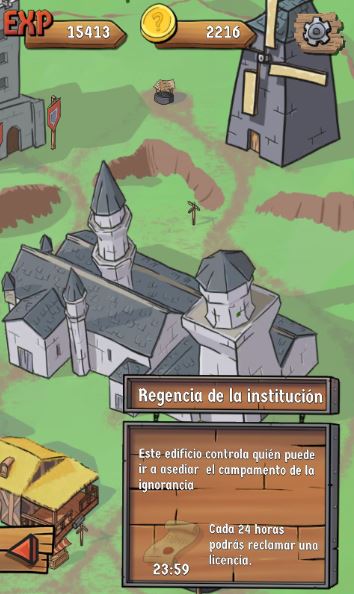 EXP 15413 2216
Regencia de la institución
Este edificio controla quién puede
ir a asediar el campamento de la
ignorancia
Cada 24 horas
podrás reclamar una
licencia.
23:59